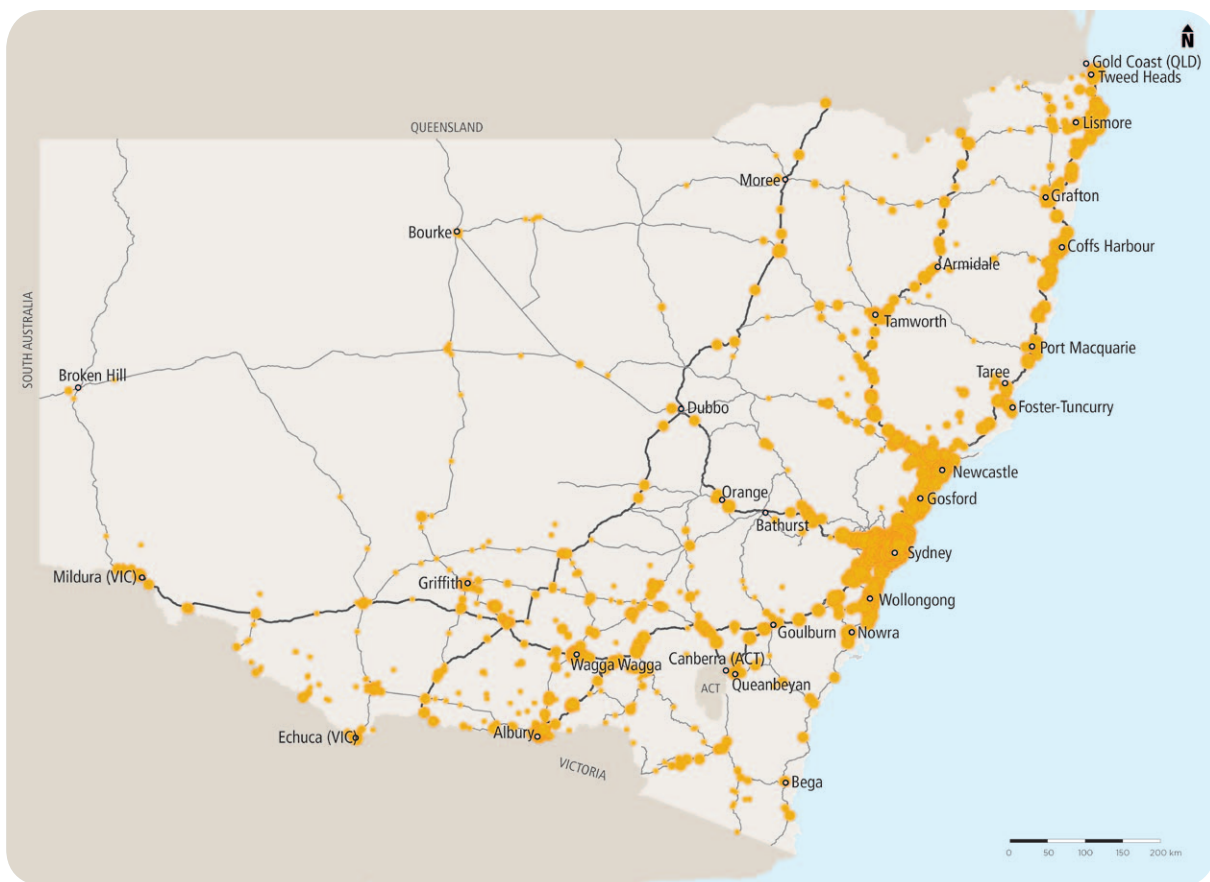 N
Gold Coast (QLD)
Tweed Heads
QUEENSLAND
Lismore
Moree
Grafton
Bourke
Coffs Harbour
Armidale
SOUTH AUSTRALIA
Tamworth
Port Macquarie
Broken Hill
Taree
Dubbo
Foster-Tuncurry
Newcastle
Orange
Gosford
Bathurst
Sydney
Mildura (VIC)
Griffith
Wollongong
Goulburn
Nowra
Wagga Wagga
Canberra (ACT)
ACT
Queanbeyan
Echuca (VIC)
Albury
VICTORIA
Bega
0 50 100 150 200 km